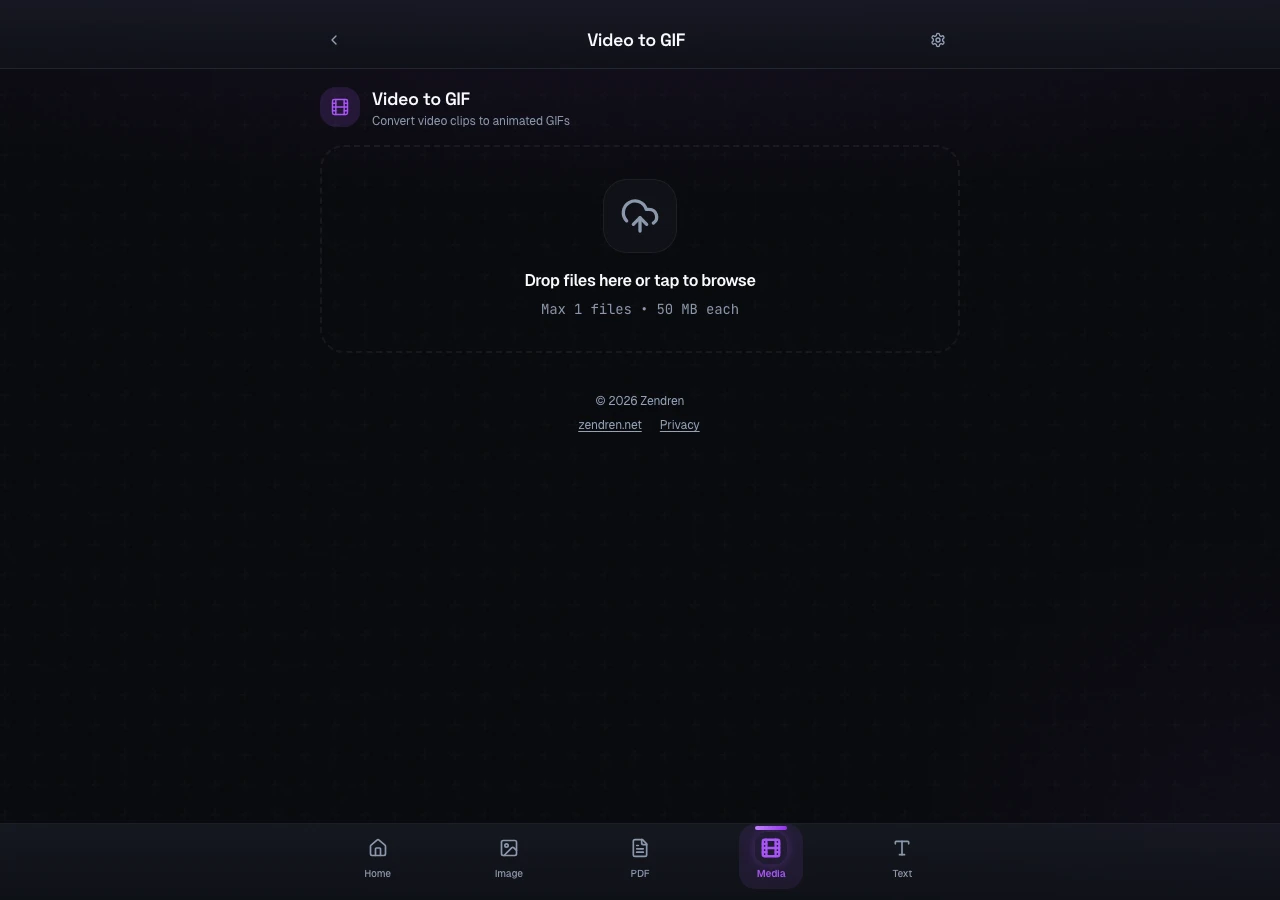 Video to GIF
Video to GIF
Convert video clips to animated GIFs
Drop files here or tap to browse
Max 1 files • 50 MB each
© 2026 Zendren
zendren.net Privacy
Home Image PDF Media Text